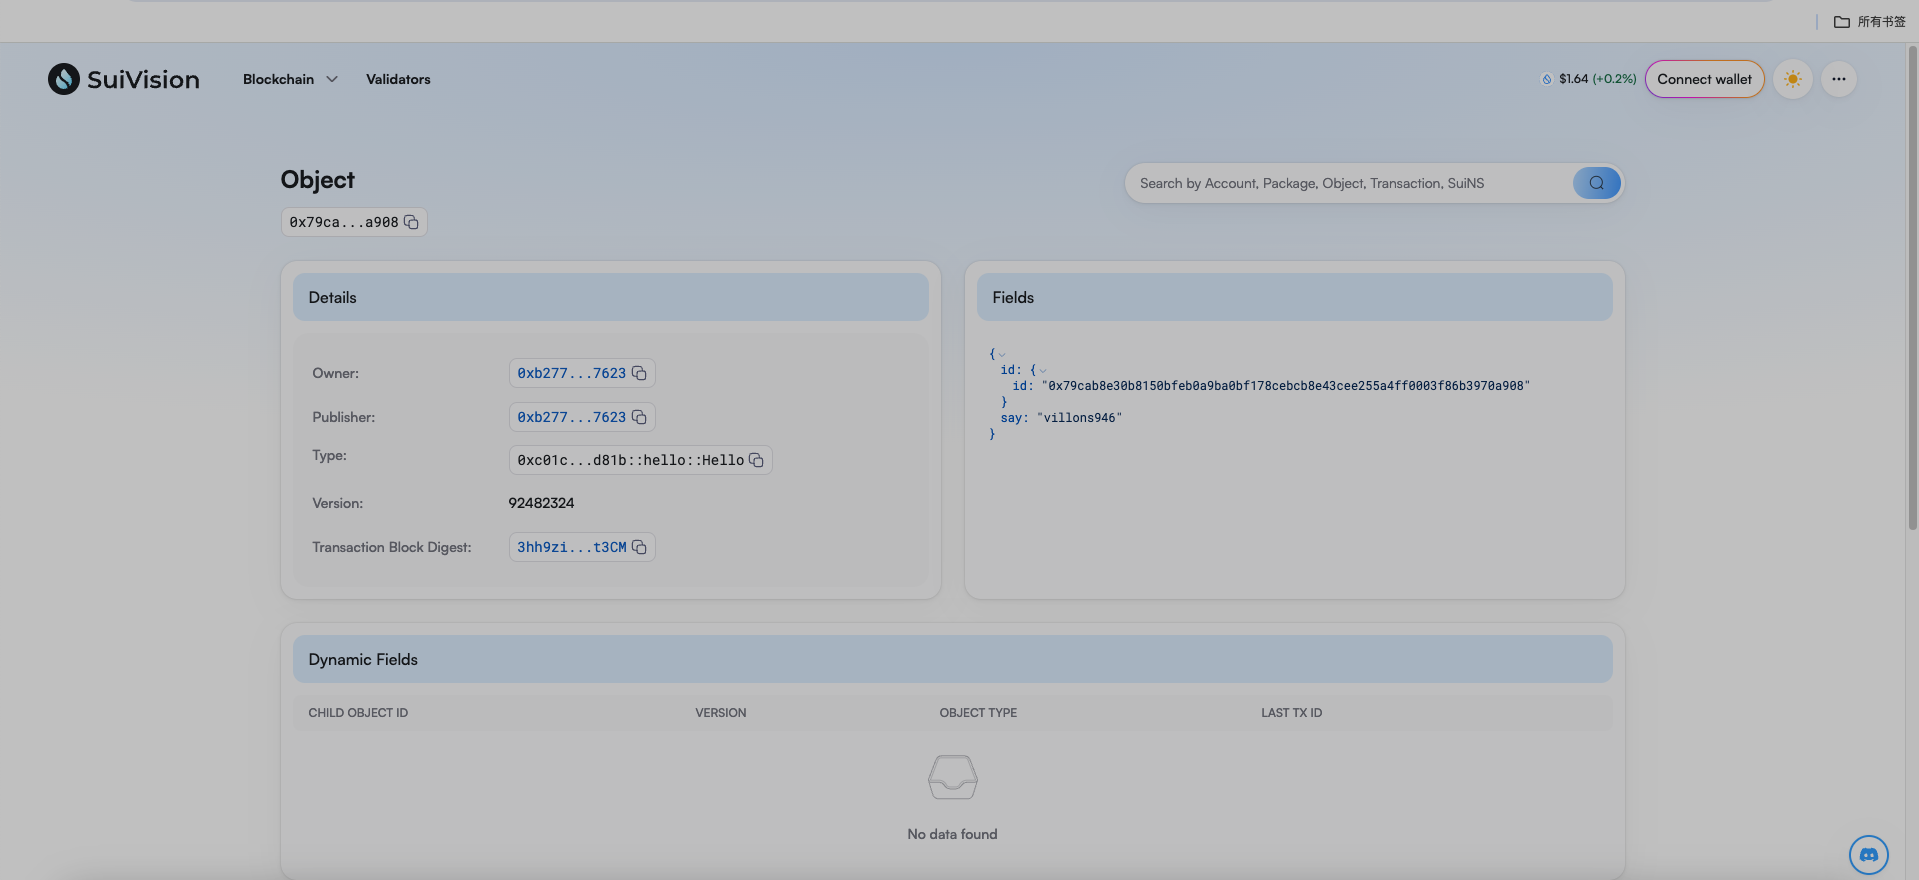 所有书签
SuiVision
Blockchain
Validators
$1.64 (+0.2%)
Connect wallet
Object
Search by Account, Package, Object, Transaction, SuiNS
0x79ca...a908
Details
Owner:
0xb277...7623
Publisher:
0xb277...7623
Type:
0xc01c...d81b::hello::Hello
Version:
92482324
Transaction Block Digest:
3hh9zi...t3CM
Fields
{
id: {
id: "0x79cab8e30b8150bfeb0a9ba0bf178cebcb8e43cee255a4ff0003f86b3970a908"
}
say: "villons946"
}
Dynamic Fields
CHILD OBJECT ID
VERSION
OBJECT TYPE
LAST TX ID
No data found